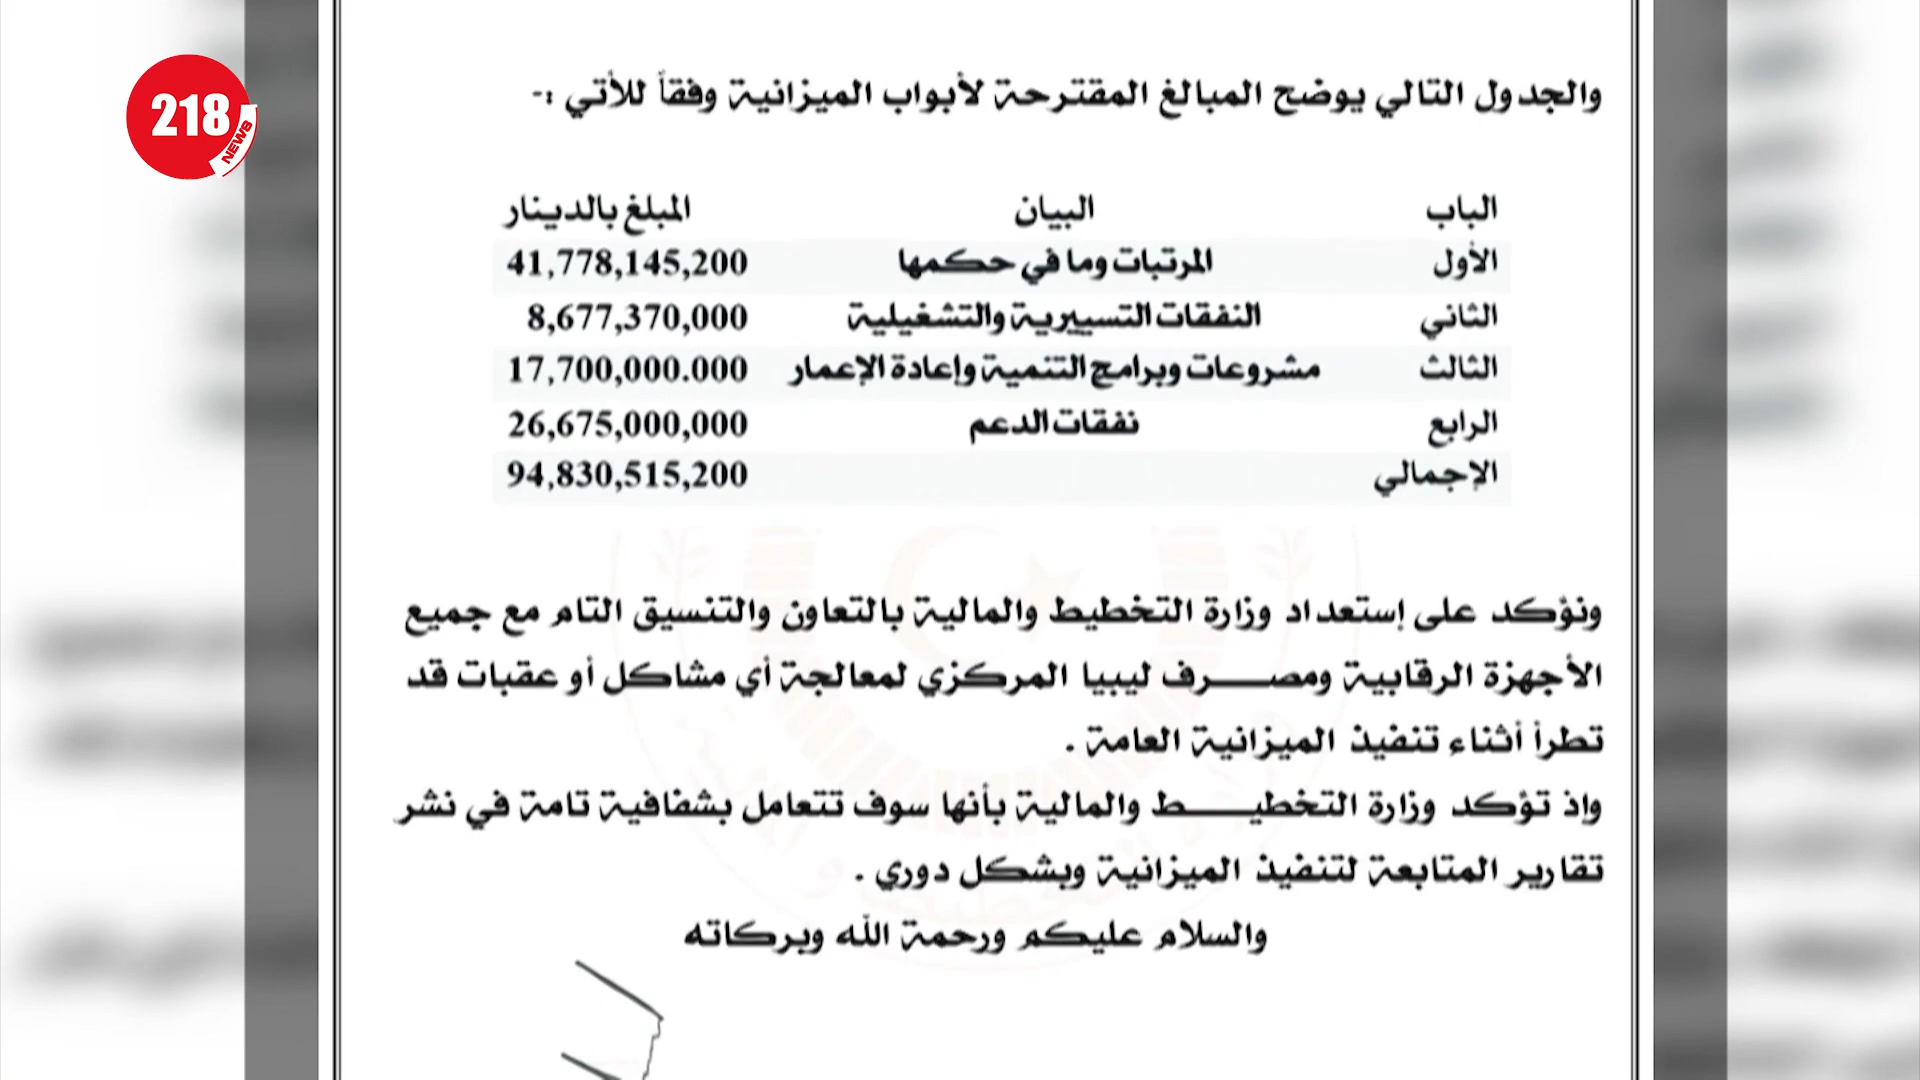 218
NEWS
والجدول التالي يوضح المبالغ المقترحة لأبواب الميزانية وفقاً للأتي :-
الباب البيان المبلغ بالدينار
الأول المرتبات وما في حكمها 41,778,145,200
الثاني النفقات التسييرية والتشغيلية 8,677,370,000
الثالث مشروعات وبرامج التنمية وإعادة الإعمار 17,700,000.000
الرابع نفقات الدعم 26,675,000,000
الإجمالي 94,830,515,200
ونؤكد على إستعداد وزارة التخطيط والمالية بالتعاون والتنسيق التام مع جميع
الأجهزة الرقابية ومصـــرف ليبيا المركزي لمعالجة أي مشاكل أو عقبات قد
تطرأ أثناء تنفيذ الميزانية العامة .
وإذ تؤكد وزارة التخطيـــط والمالية بأنها سوف تتعامل بشفافية تامة في نشر
تقارير المتابعة لتنفيذ الميزانية وبشكل دوري .
والسلام عليكم ورحمة الله وبركاته